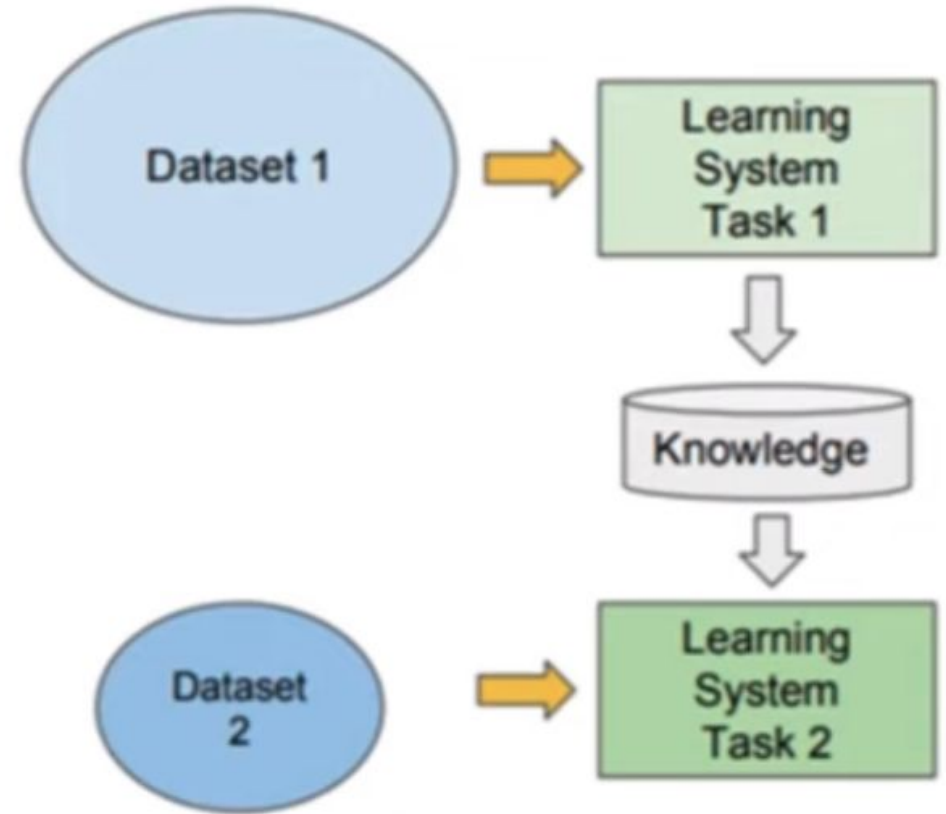 Dataset 1
Learning
System
Task 1
Knowledge
Dataset
2
Learning
System
Task 2